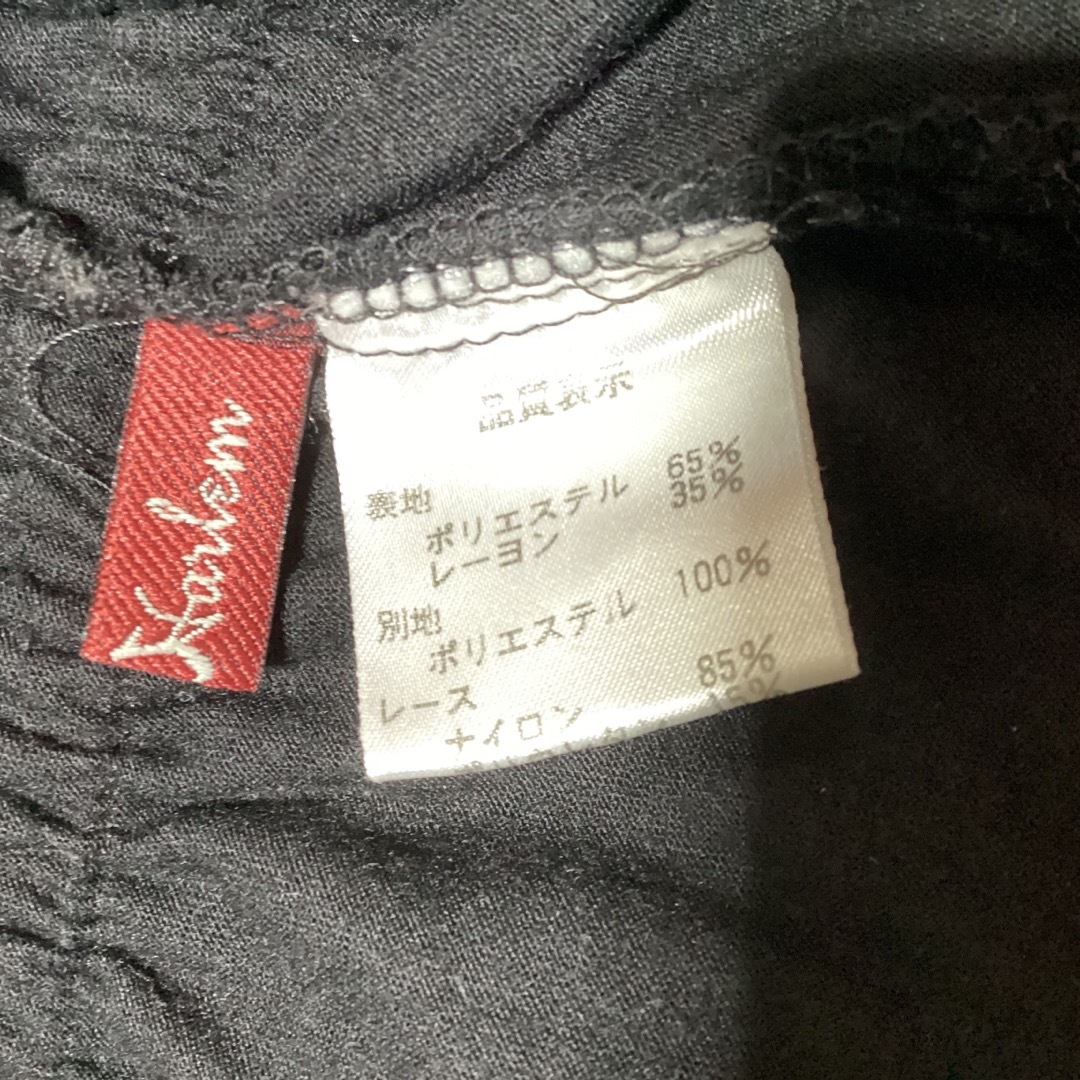 Karlem
品質表示
裏地
ポリエステル 65%
レーヨン 35%
別地
ポリエステル 100%
レース
ナイロン 85%